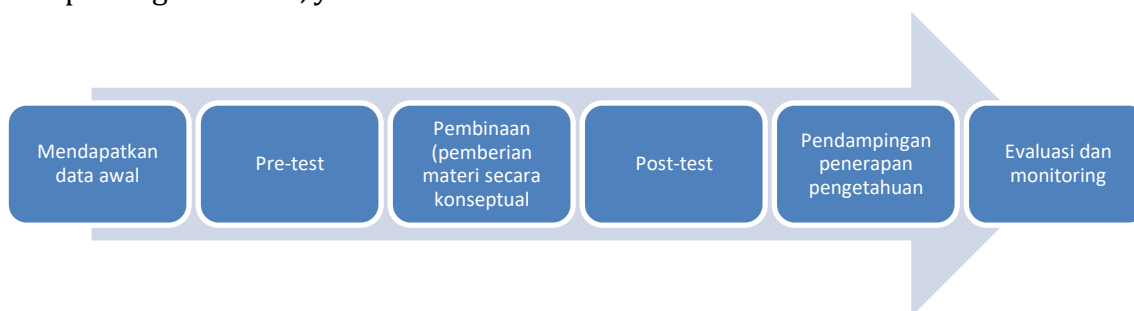 Mendapatkan
data awal
Pre-test
Pembinaan
(pemberian
materi secara
konseptual
Post-test
Pendampingan
penerapan
pengetahuan
Evaluasi dan
monitoring